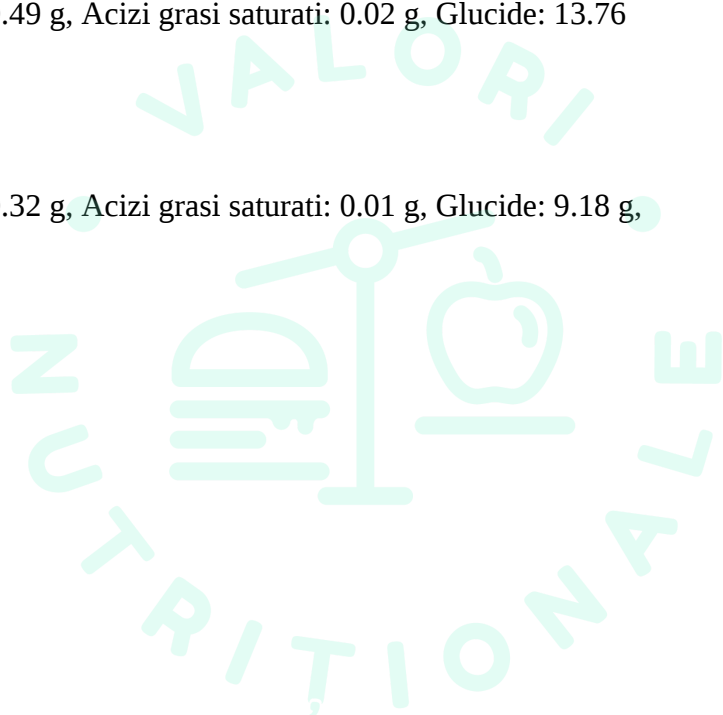 .49 g, Acizi grasi saturati: 0.02 g, Glucide: 13.76
VALORI
.32 g, Acizi grasi saturati: 0.01 g, Glucide: 9.18 g,
NUTRITIONALE